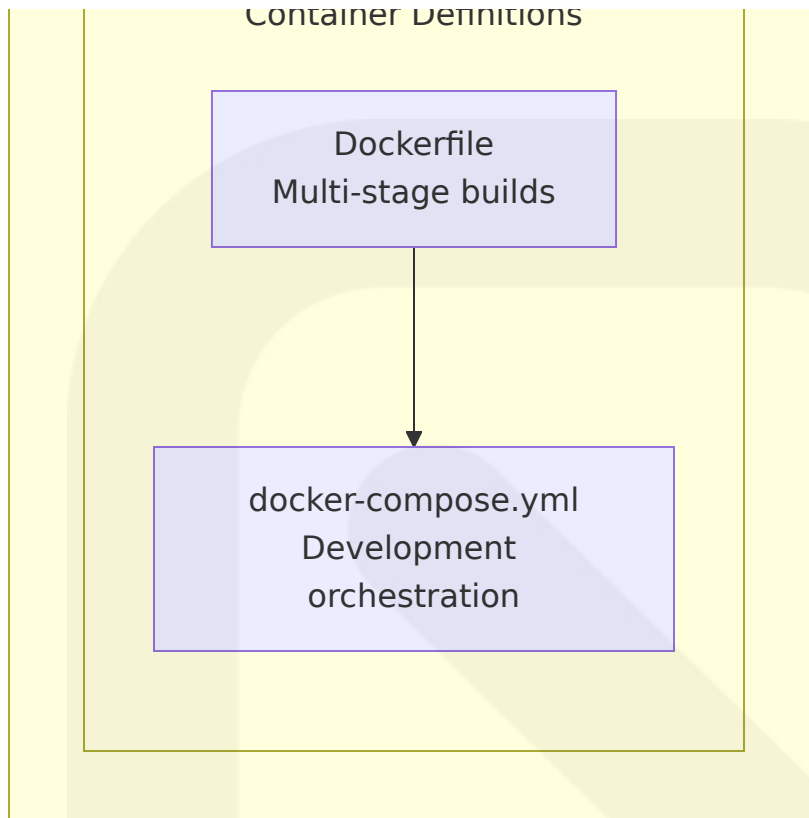 Container Definitions
Dockerfile
Multi-stage builds
docker-compose.yml
Development
orchestration